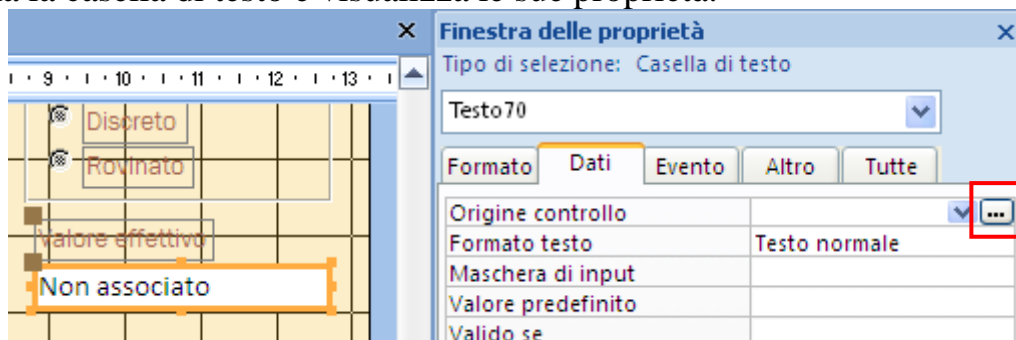 la casella di testo e visualizza le sue proprietà.
9 · 10 · 11 · 12 · 13
Discreto
Rovinato
Valore effettivo
Non associato
Finestra delle proprietà
Tipo di selezione: Casella di testo
Testo70
Formato Dati Evento Altro Tutte
Origine controllo
Formato testo Testo normale
Maschera di input
Valore predefinito
Valido se